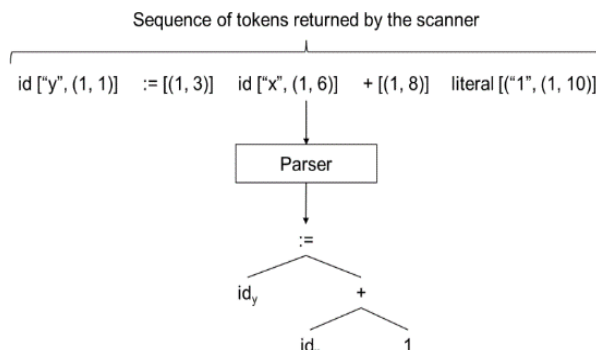 Sequence of tokens returned by the scanner
id [“y”, (1, 1)] := [(1, 3)] id [“x”, (1, 6)] + [(1, 8)] literal [(“1”, (1, 10)]
Parser
:=
idy +
id 1